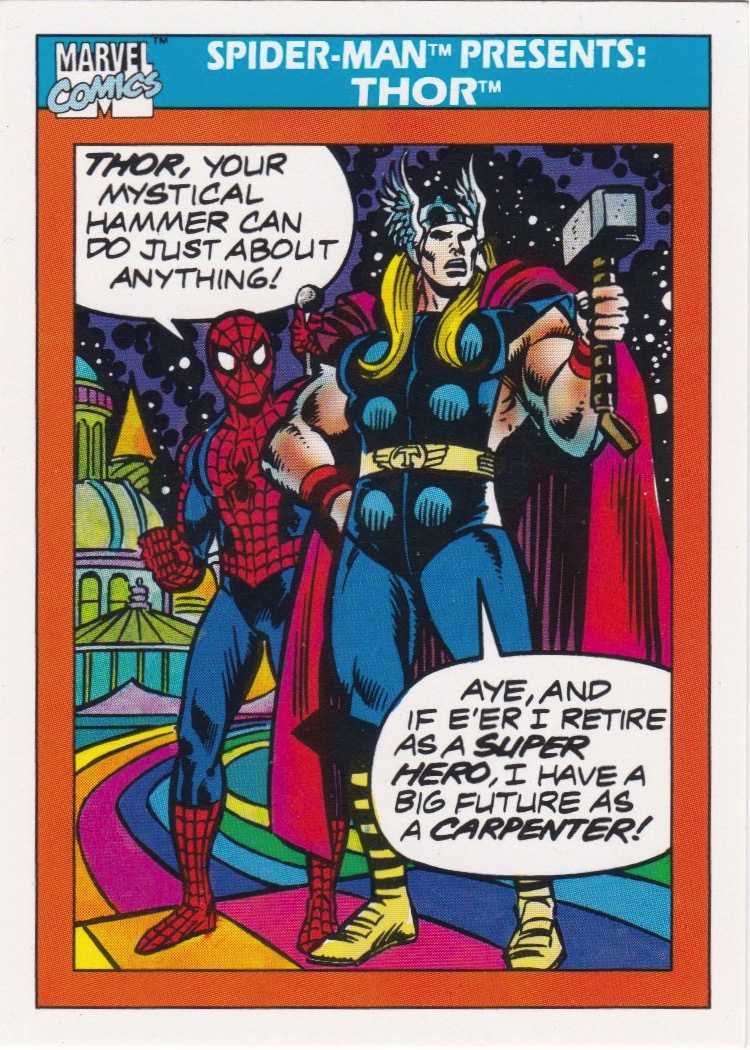 MARVEL™
COMICS
M
SPIDER-MAN™ PRESENTS:
THOR™
THOR, YOUR
MYSTICAL
HAMMER CAN
DO JUST ABOUT
ANYTHING!
T
AYE, AND
IF E'ER I RETIRE
AS A SUPER
HERO, I HAVE A
BIG FUTURE AS
A CARPENTER!